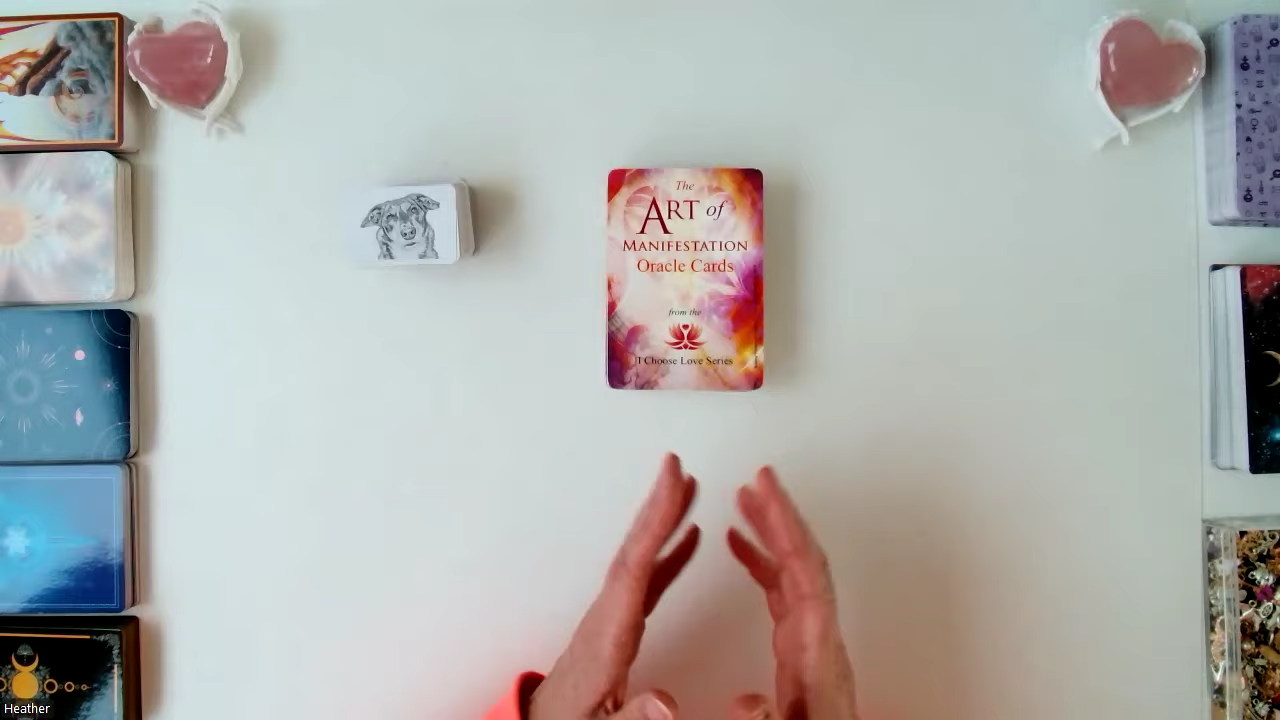 The
ART of
MANIFESTATION
Oracle Cards
from the
I Choose Love Series
Heather